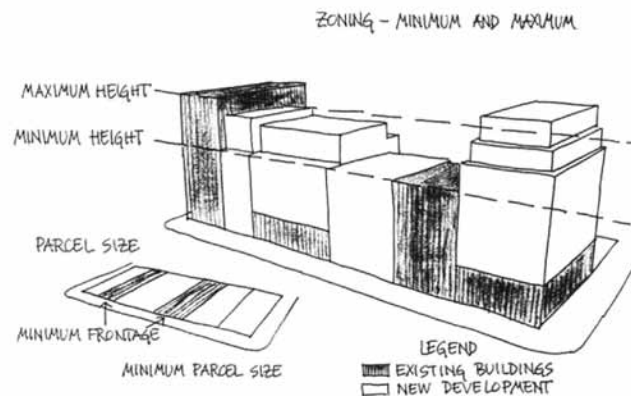 ZONING - MINIMUM AND MAXIMUM
MAXIMUM HEIGHT
MINIMUM HEIGHT
PARCEL SIZE
MINIMUM FRONTAGE
MINIMUM PARCEL SIZE
LEGEND
EXISTING BUILDINGS
NEW DEVELOPMENT